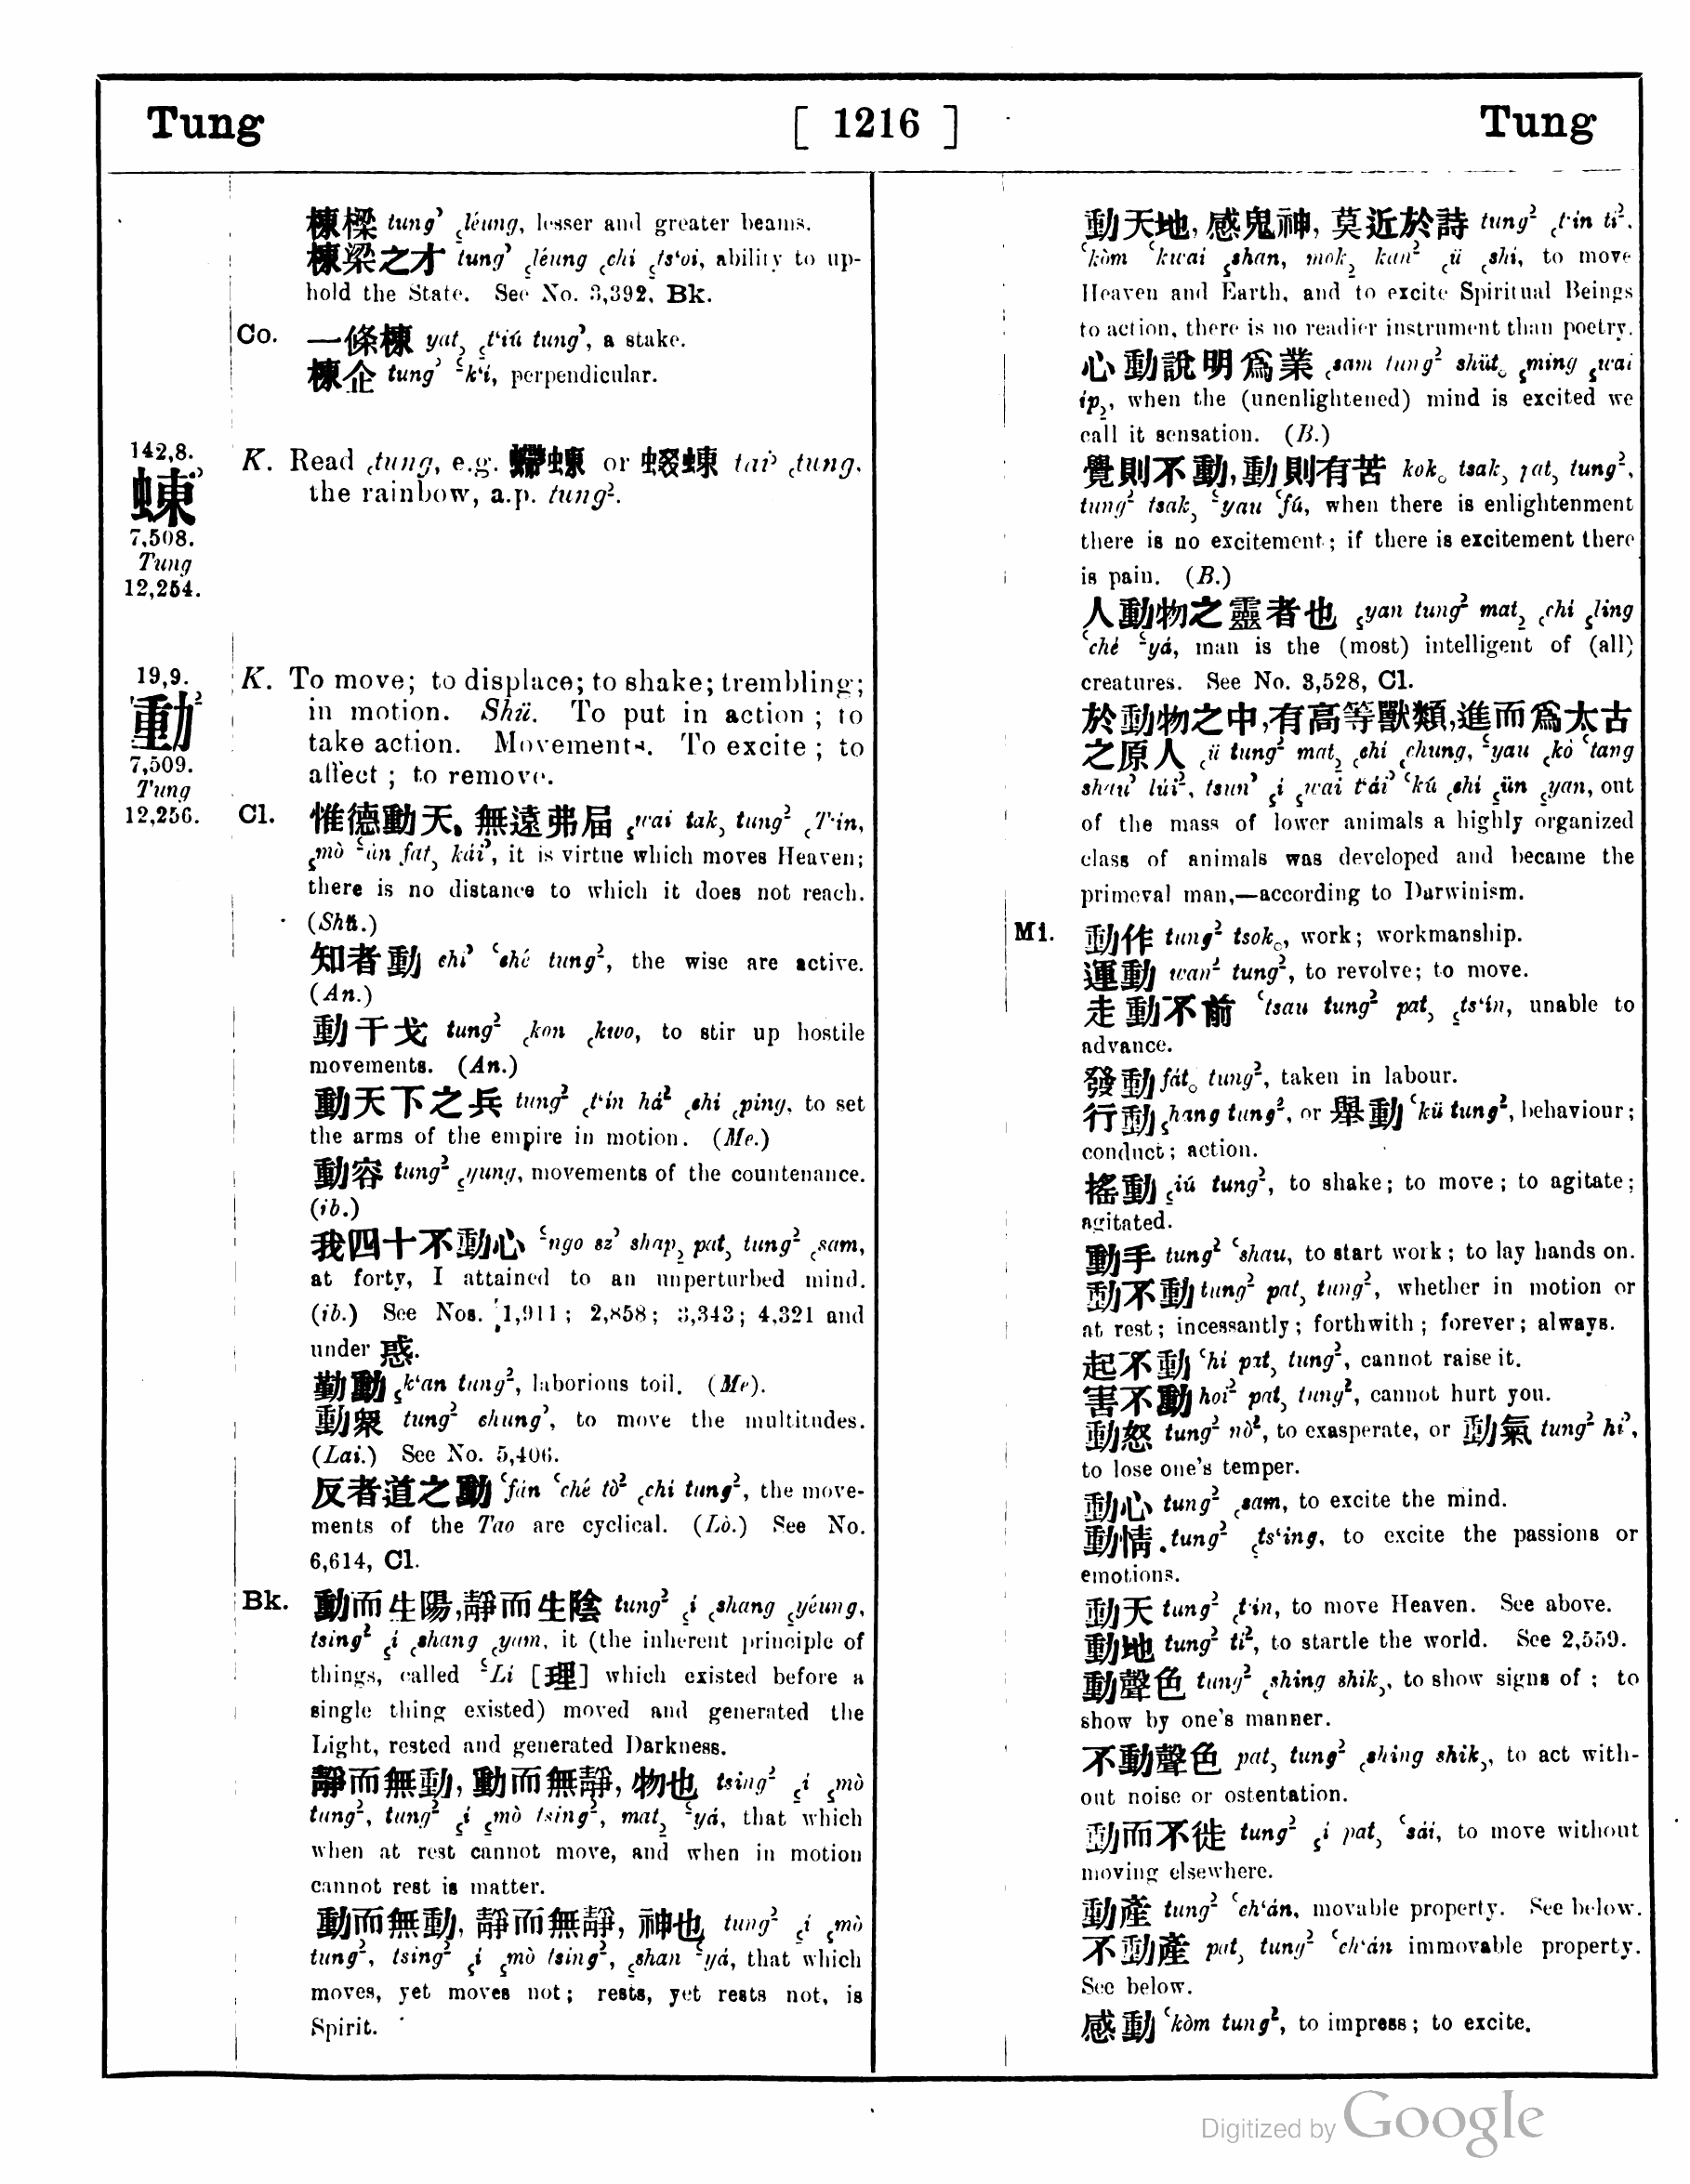 Tung [ 1216 ] Tung
棟樑 tungʼ ꜀léung, lesser and greater beams.
棟梁之才 tungʼ ꜁léung ꜀chi ꜁tsʻoi, ability to up-
hold the State. See No. 3,392, Bk.
Co. 一條棟 yat꜆ ꜁tʻiú tungʼ, a stake.
棟企 tungʼ ꜃kʻi, perpendicular.
142,8.
蝀ʼ
7,508.
Tung
12,254.
K. Read ꜀tung, e.g. 螮蝀 or 蝃蝀 taiʼ ꜀tung,
the rainbow, a.p. tung².
19,9.
動²
7,509.
Tung
12,256.
K. To move; to displace; to shake; trembling;
in motion. Shü. To put in action; to
take action. Movements. To excite; to
affect; to remove.
Cl. 惟德動天, 無遠弗届 ꜁wai tak꜆ tung² ꜀Tʻin,
꜁mò ꜃ün fat꜆ káiʼ, it is virtue which moves Heaven;
there is no distance to which it does not reach.
(Shü.)
知者動 chiʼ ꜂ché tung², the wise are active.
(An.)
動干戈 tung² ꜀kon ꜀kwo, to stir up hostile
movements. (An.)
動天下之兵 tung² ꜀tʻin há² ꜀chi ꜀ping, to set
the arms of the empire in motion. (Me.)
動容 tung² ꜁yung, movements of the countenance.
(ib.)
我四十不動心 ꜃ngo szʼ shap꜇ pat꜆ tung² ꜀sam,
at forty, I attained to an unperturbed mind.
(ib.) See Nos. 1,911; 2,858; 3,343; 4,321 and
under 惑.
勤動 ꜁kʻan tung², laborious toil. (Me).
動衆 tung² chungʼ, to move the multitudes.
(Lai.) See No. 5,406.
反者道之動 ꜂fán ꜂ché tò² ꜀chi tung², the move-
ments of the Tao are cyclical. (Lò.) See No.
6,614, Cl.
Bk. 動而生陽,靜而生陰 tung² ꜁i ꜀shang ꜁yéung,
tsing² ꜁i ꜀shang ꜀yam, it (the inherent principle of
things, called ꜃Li [理] which existed before a
single thing existed) moved and generated the
Light, rested and generated Darkness.
靜而無動, 動而無靜, 物也 tsing² ꜁i ꜁mò
tung², tung² ꜁i ꜁mò tsing², mat꜇ ꜃yá, that which
when at rest cannot move, and when in motion
cannot rest is matter.
動而無動, 靜而無靜, 神也 tung² ꜁i ꜁mò
tung², tsing² ꜁i ꜁mò tsing², ꜁shan ꜃yá, that which
moves, yet moves not; rests, yet rests not, is
Spirit.
動天地, 感鬼神, 莫近於詩 tung² ꜀tʻin ti²,
꜂kòm ꜂kwai ꜁shan, mok꜇ kan² ꜀ü ꜀shi, to move
Heaven and Earth, and to excite Spiritual Beings
to action, there is no readier instrument than poetry.
心動說明爲業 ꜀sam tung² shüt꜀ ꜁ming ꜁wai
ip꜇, when the (unenlightened) mind is excited we
call it sensation. (B.)
覺則不動, 動則有苦 kok꜀ tsak꜆ pat꜆ tung²,
tung² tsak꜆ ꜃yau ꜂fú, when there is enlightenment
there is no excitement; if there is excitement there
is pain. (B.)
人動物之靈者也 ꜁yan tung² mat꜇ ꜀chi ꜁ling
꜂ché ꜃yá, man is the (most) intelligent of (all)
creatures. See No. 3,528, Cl.
於動物之中,有高等獸類,進而爲太古
之原人 ꜀ü tung² mat꜇ ꜀chi ꜀chung, ꜃yau ꜀kò ꜂tang
shauʼ lúi², tsunʼ ꜁i ꜁wai tʻáiʼ ꜂kú ꜀chi ꜁ün ꜁yan, out
of the mass of lower animals a highly organized
class of animals was developed and became the
primeval man,—according to Darwinism.
Mi. 動作 tung² tsok꜀, work; workmanship.
運動 wan² tung², to revolve; to move.
走動不前 ꜂tsau tung² pat꜆ ꜁tsʻin, unable to
advance.
發動 fát꜀ tung², taken in labour.
行動 ꜁hang tung², or 舉動 ꜂kü tung², behaviour;
conduct; action.
搖動 ꜁iú tung², to shake; to move; to agitate;
agitated.
動手 tung² ꜂shau, to start work; to lay hands on.
動不動 tung² pat꜆ tung², whether in motion or
at rest; incessantly; forthwith; forever; always.
起不動 ꜂hi pat꜆ tung², cannot raise it.
害不動 hoi² pat꜆ tung², cannot hurt you.
動怒 tung² nò², to exasperate, or 動氣 tung² hiʼ,
to lose one's temper.
動心 tung² ꜀sam, to excite the mind.
動情 tung² ꜁tsʻing, to excite the passions or
emotions.
動天 tung² ꜀tʻin, to move Heaven. See above.
動地 tung² ti², to startle the world. See 2,559.
動聲色 tung² ꜀shing shik꜆, to show signs of; to
show by one's manner.
不動聲色 pat꜆ tung² ꜀shing shik꜆, to act with-
out noise or ostentation.
動而不徙 tung² ꜁i pat꜆ ꜂sái, to move without
moving elsewhere.
動產 tung² ꜂chʻán, movable property. See below.
不動產 pat꜆ tung² ꜂chʻán immovable property.
See below.
感動 ꜂kòm tung², to impress; to excite.
Digitized by Google